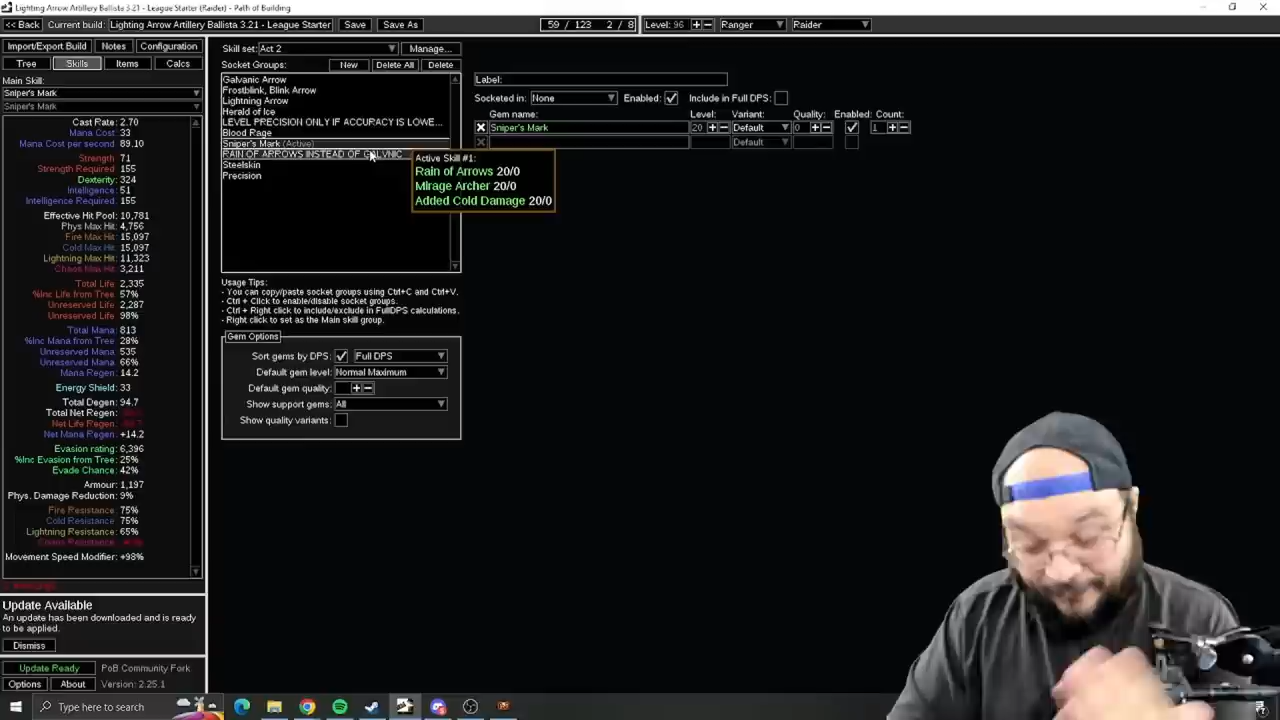 Lighting Arrow Artillery Ballista 3.21 - League Starter (Raider) - Path of Building
<< Back Current build: Lighting Arrow Artillery Ballista 3.21 - League Starter Save Save As 59 / 123 2 / 8 Level: 96 + - Ranger Raider
Import/Export Build Notes Configuration
Tree Skills Items Calcs
Main Skill:
Sniper's Mark
Sniper's Mark
Cast Rate: 2.70
Mana Cost: 33
Mana Cost per second: 89.10
Strength: 71
Strength Required: 155
Dexterity: 324
Intelligence: 51
Intelligence Required: 155
Effective Hit Pool: 10,781
Phys Max Hit: 4,756
Fire Max Hit: 15,097
Cold Max Hit: 15,097
Lightning Max Hit: 11,323
Chaos Max Hit: 3,211
Total Life: 2,335
%Inc Life from Tree: 57%
Unreserved Life: 2,287
Unreserved Life: 98%
Total Mana: 813
%Inc Mana from Tree: 28%
Unreserved Mana: 535
Unreserved Mana: 66%
Mana Regen: 14.2
Energy Shield: 33
Total Degen: 94.7
Total Net Regen:
Net Life Regen:
Net Mana Regen: +14.2
Evasion rating: 6,396
%Inc Evasion from Tree: 25%
Evade Chance: 42%
Armour: 1,197
Phys. Damage Reduction: 9%
Fire Resistance: 75%
Cold Resistance: 75%
Lightning Resistance: 65%
Chaos Resistance:
Movement Speed Modifier: +98%
Update Available
An update has been downloaded and is ready
to be applied.
Dismiss
Update Ready PoB Community Fork
Options About Version: 2.25.1
Skill set: Act 2 Manage...
Socket Groups: New Delete All Delete
Galvanic Arrow
Frostblink, Blink Arrow
Lightning Arrow
Herald of Ice
LEVEL PRECISION ONLY IF ACCURACY IS LOWE...
Blood Rage
Sniper's Mark (Active)
RAIN OF ARROWS INSTEAD OF GALVNIC
Steelskin
Precision
Usage Tips:
- You can copy/paste socket groups using Ctrl+C and Ctrl+V.
- Ctrl + Click to enable/disable socket groups.
- Ctrl + Right click to include/exclude in FullDPS calculations.
- Right click to set as the Main skill group.
Gem Options
Sort gems by DPS: Full DPS
Default gem level: Normal Maximum
Default gem quality: + -
Show support gems: All
Show quality variants:
Label:
Socketed in: None Enabled: Include in Full DPS:
Gem name: Level: Variant: Quality: Enabled: Count:
X Sniper's Mark 20 + - Default 0 + - 1 + -
X Default
Active Skill #1:
Rain of Arrows 20/0
Mirage Archer 20/0
Added Cold Damage 20/0
Type here to search